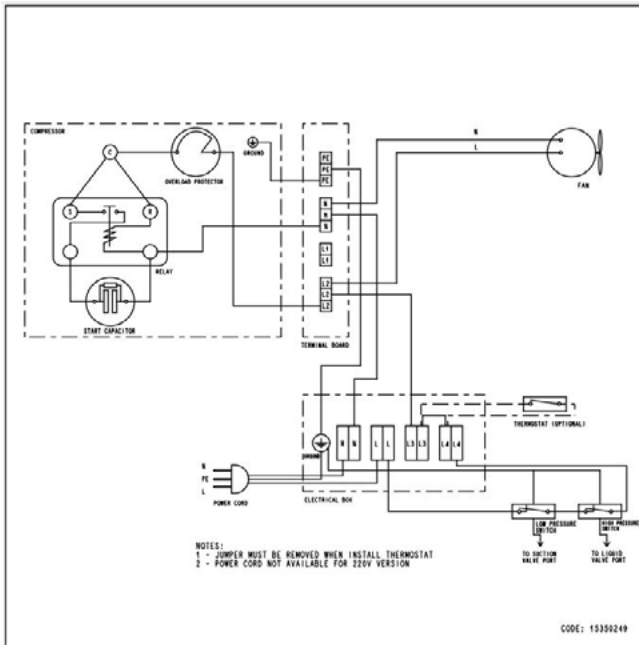 COMPRESSOR
C
OVERLOAD PROTECTOR
GROUND
S
R
RELAY
START CAPACITOR
PE
PE
PE
N
N
N
L1
L1
L2
L2
L2
TERMINAL BOARD
N
L
FAN
THERMOSTAT (OPTIONAL)
GROUND
N
N
L
L
L3
L3
L4
L4
ELECTRICAL BOX
N
PE
L
POWER CORD
LOW PRESSURE
SWITCH
HIGH PRESSURE
SWITCH
TO SUCTION
VALVE PORT
TO LIQUID
VALVE PORT
NOTES:
1 - JUMPER MUST BE REMOVED WHEN INSTALL THERMOSTAT
2 - POWER CORD NOT AVAILABLE FOR 220V VERSION
CODE: 15350249